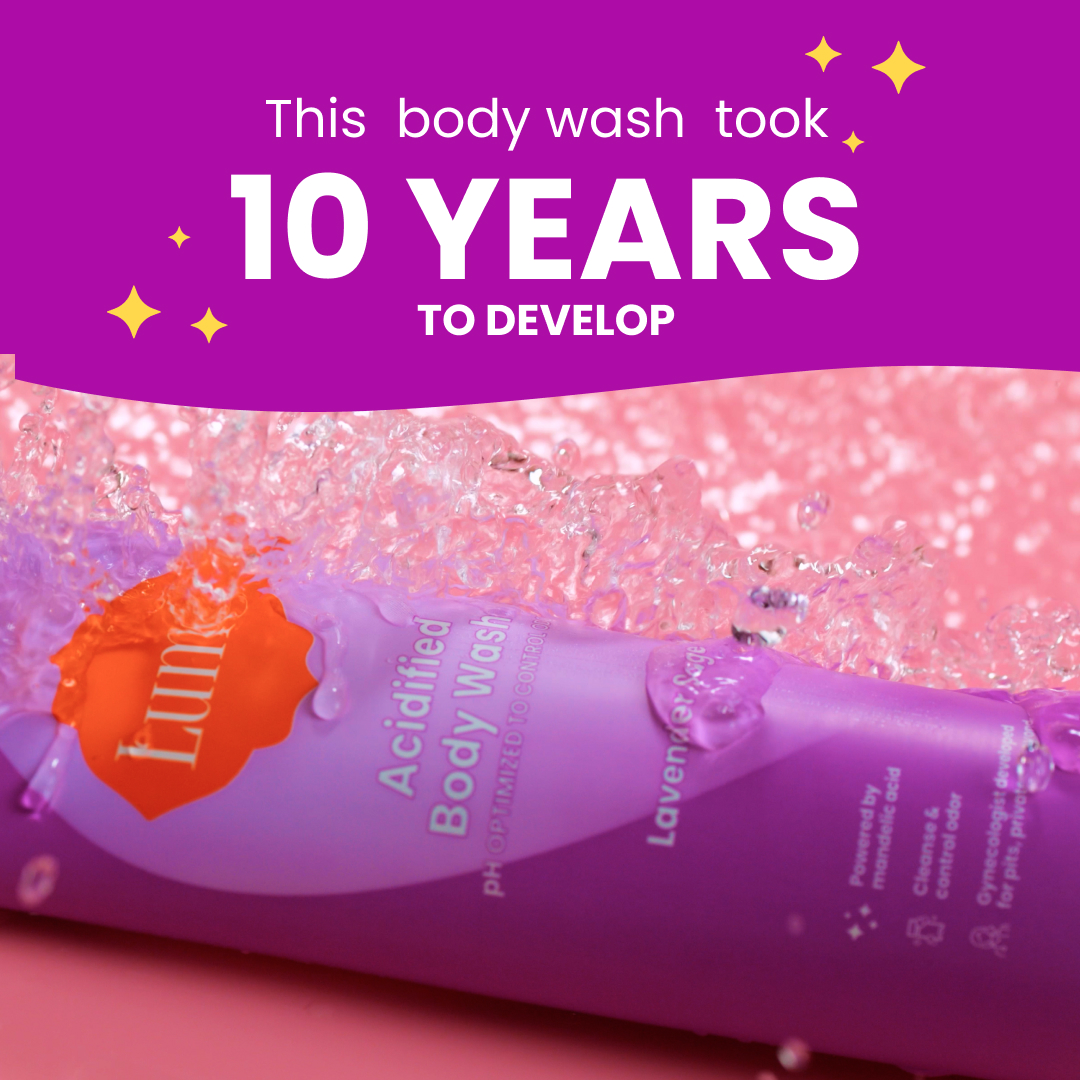 This body wash took
10 YEARS
TO DEVELOP
Acidified
Body Wash
pH OPTIMIZED TO CONTROL
Lavender Sage
Powered by
mandelic acid
Cleanse &
control odor
Gynecologist developed
for pits,